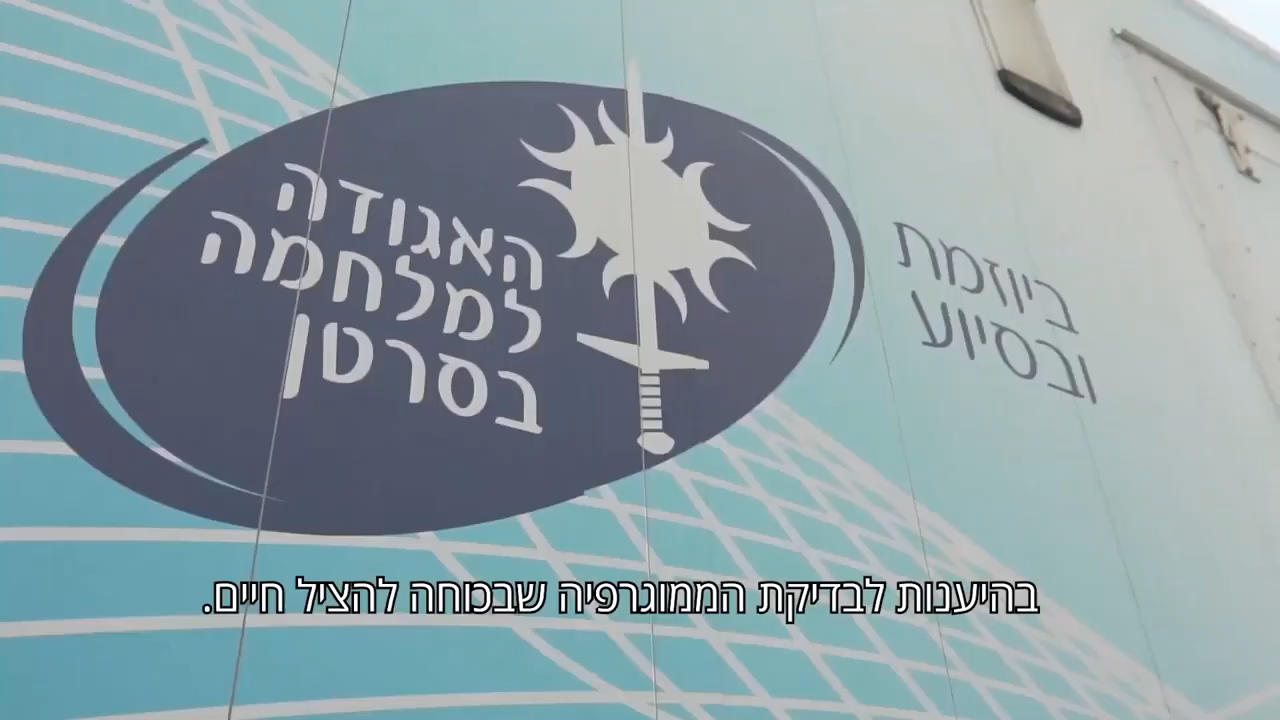 ביוזמת
ובסיוע
האגודה
למלחמה
בסרטן
בהיענות לבדיקת הממוגרפיה שבכוחה להציל חיים.